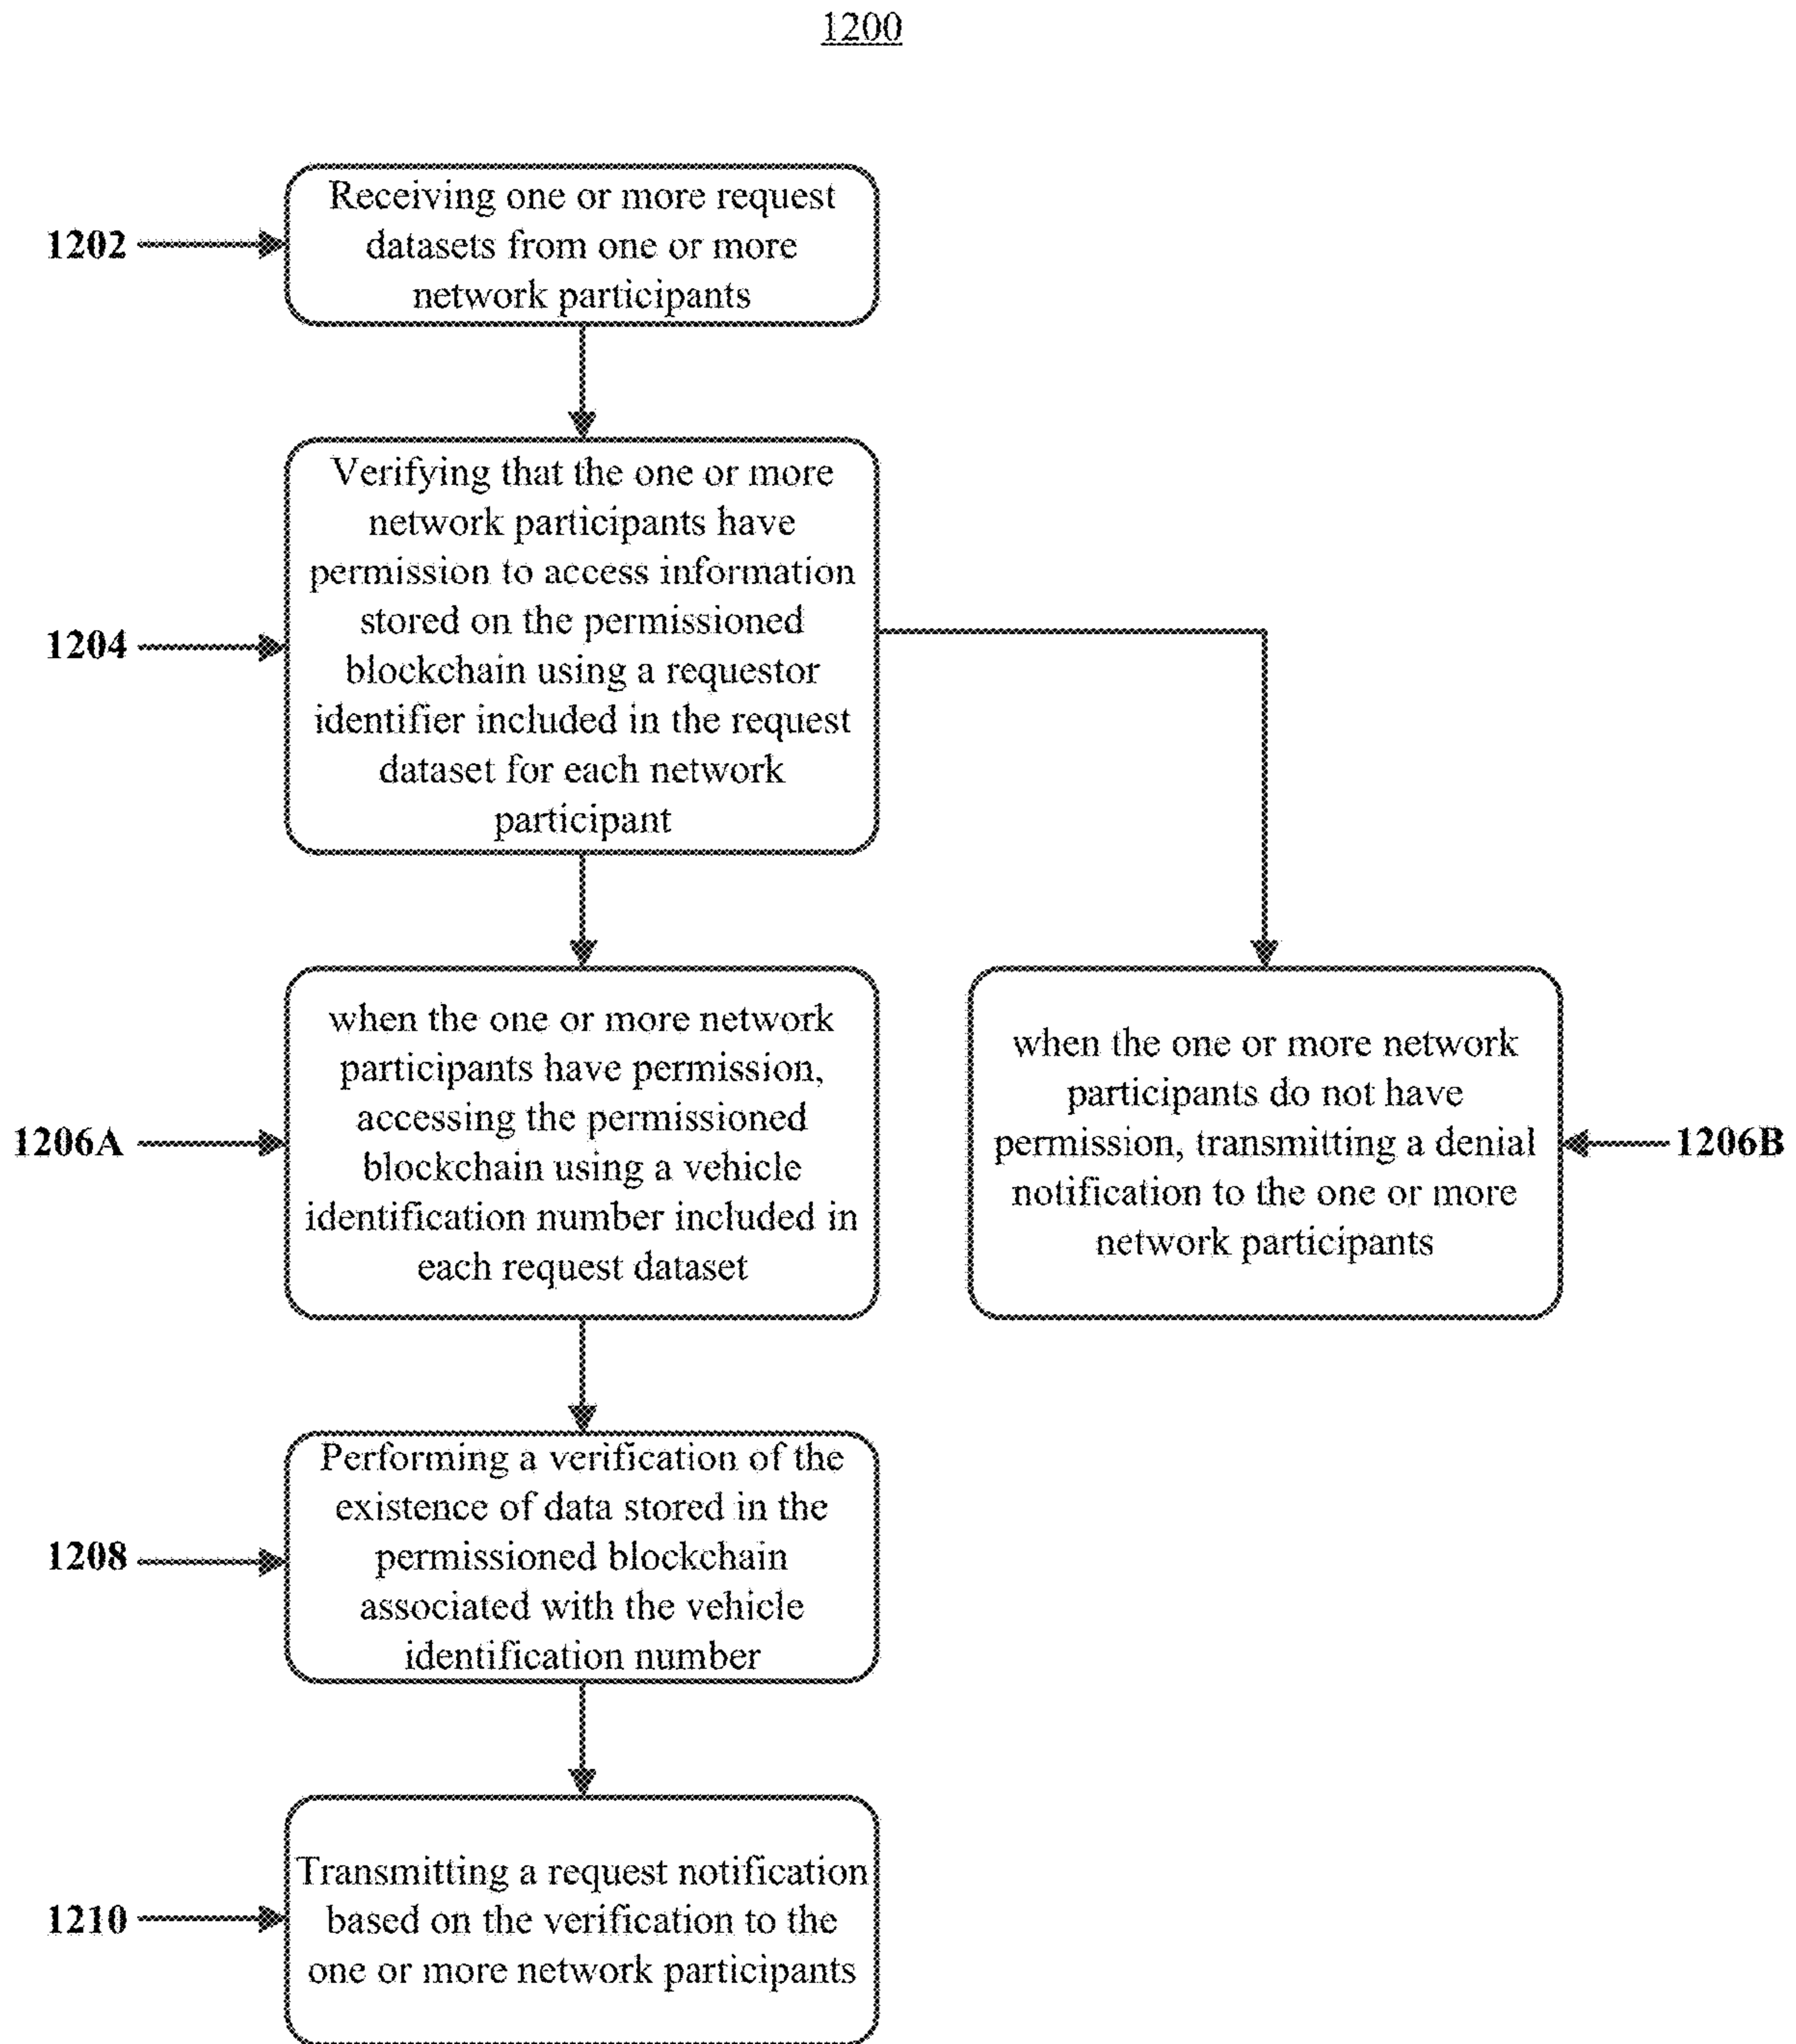 1200
1202
Receiving one or more request
datasets from one or more
network participants
1204
Verifying that the one or more
network participants have
permission to access information
stored on the permissioned
blockchain using a requestor
identifier included in the request
dataset for each network
participant
1206A
when the one or more network
participants have permission,
accessing the permissioned
blockchain using a vehicle
identification number included in
each request dataset
when the one or more network
participants do not have
permission, transmitting a denial
notification to the one or more
network participants
1206B
1208
Performing a verification of the
existence of data stored in the
permissioned blockchain
associated with the vehicle
identification number
1210
Transmitting a request notification
based on the verification to the
one or more network participants